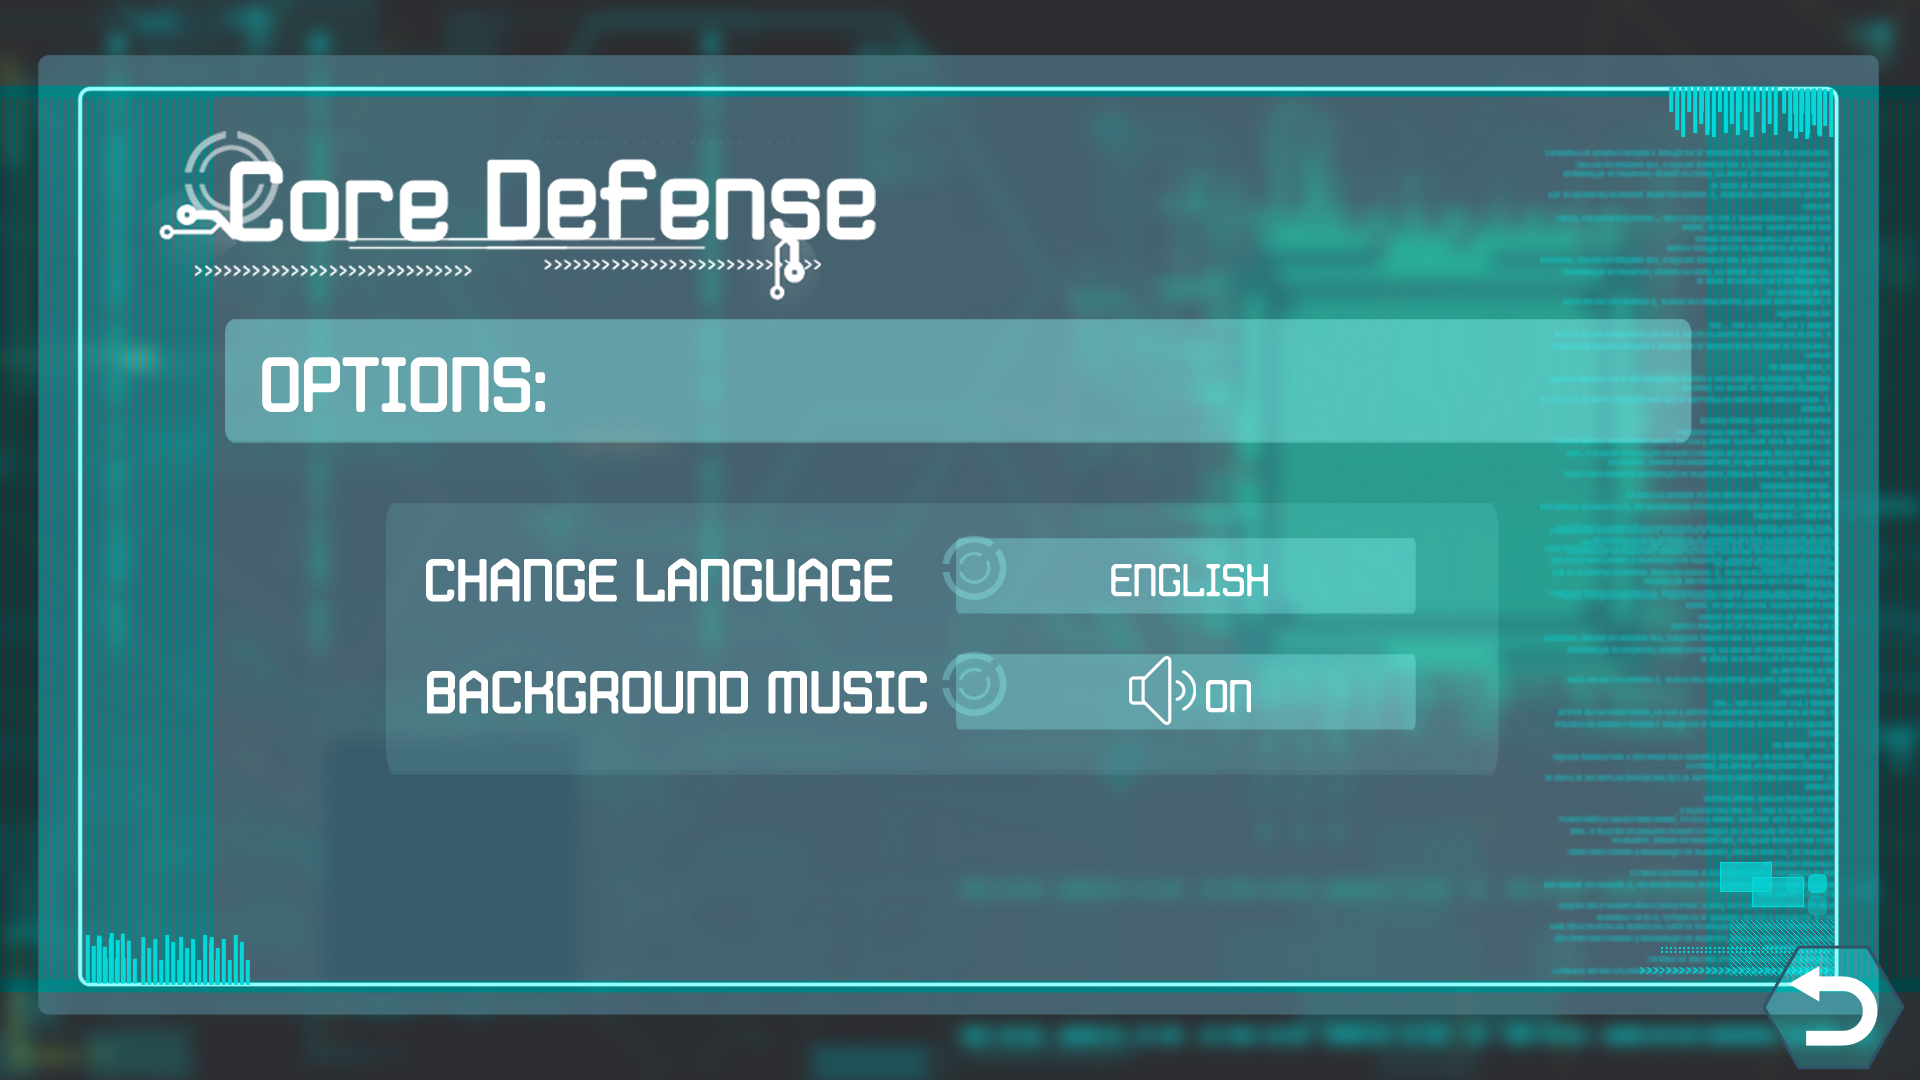 Core Defense
>>>>>>>>>>>>>>>>>>>>>>>>>>>>> >>>>>>>>>>>>>>>>>>>>>>>>>>>>>
OPTIONS:
CHANGE LANGUAGE ENGLISH
BACKGROUND MUSIC ON